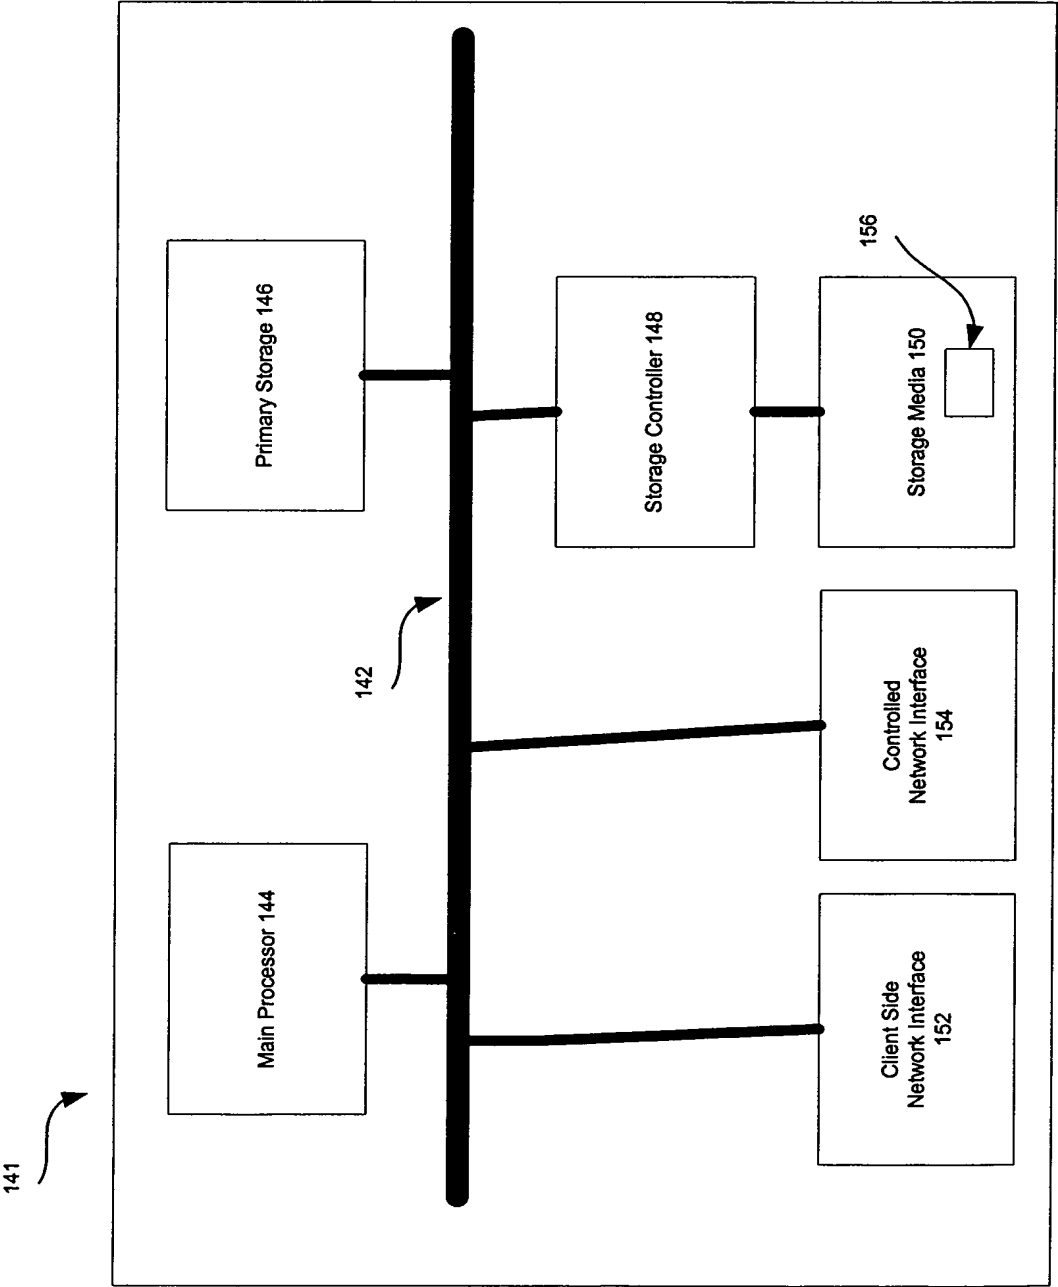 141
Main Processor 144
Primary Storage 146
142
Storage Controller 148
156
Client Side
Network Interface
152
Controlled
Network Interface
154
Storage Media 150